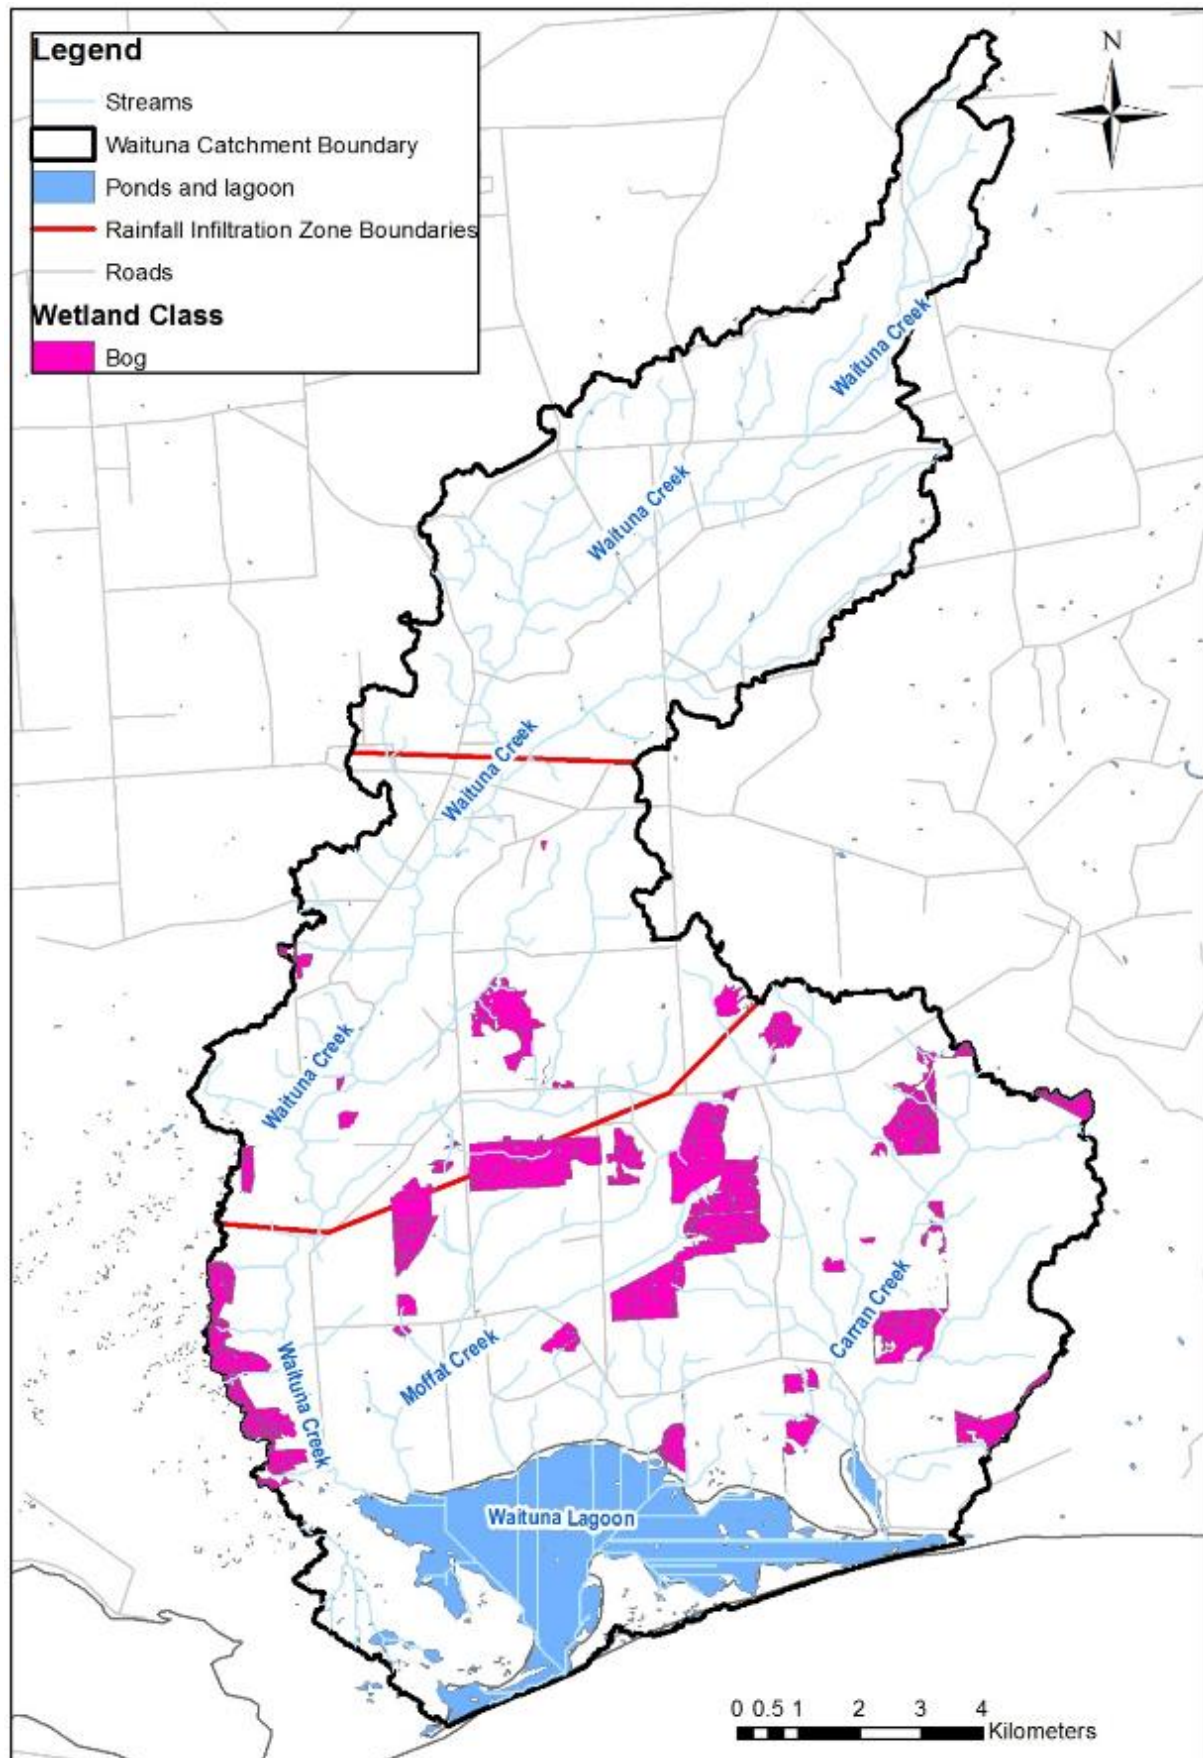 Legend
Streams
Waituna Catchment Boundary
Ponds and lagoon
Rainfall Infiltration Zone Boundaries
Roads
Wetland Class
Bog
N
Waituna Creek
Waituna Creek
Waituna Creek
Waituna Creek
Carran Creek
Moffat Creek
Waituna Creek
Waituna Lagoon
0 0.5 1 2 3 4
Kilometers